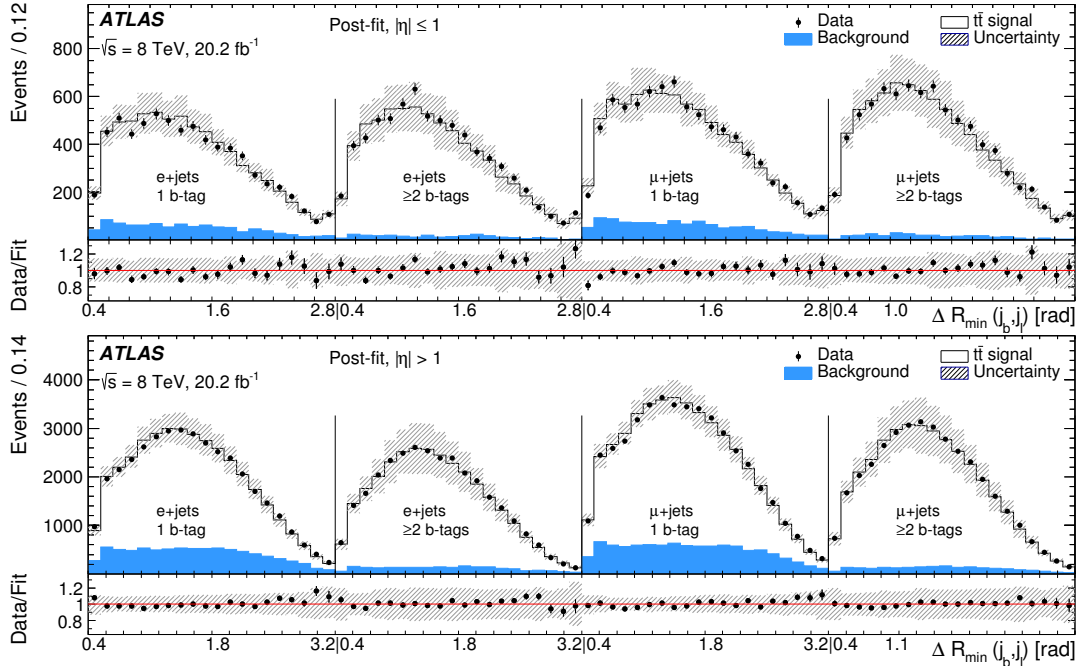 ATLAS
Post-fit, |η| ≤ 1
Data
tt̄ signal
√s = 8 TeV, 20.2 fb⁻¹
Background
Uncertainty
Events / 0.12
800
600
400
200
e+jets
1 b-tag
e+jets
≥2 b-tags
μ+jets
1 b-tag
μ+jets
≥2 b-tags
Data/Fit
1.2
1
0.8
0.4 1.6 2.8|0.4 1.6 2.8|0.4 1.6 2.8|0.4 1.0
Δ R_min (j_b,j_l) [rad]
ATLAS
Post-fit, |η| > 1
Data
tt̄ signal
√s = 8 TeV, 20.2 fb⁻¹
Background
Uncertainty
Events / 0.14
4000
3000
2000
1000
e+jets
1 b-tag
e+jets
≥2 b-tags
μ+jets
1 b-tag
μ+jets
≥2 b-tags
Data/Fit
1.2
1
0.8
0.4 1.8 3.2|0.4 1.8 3.2|0.4 1.8 3.2|0.4 1.1
Δ R_min (j_b,j_l) [rad]